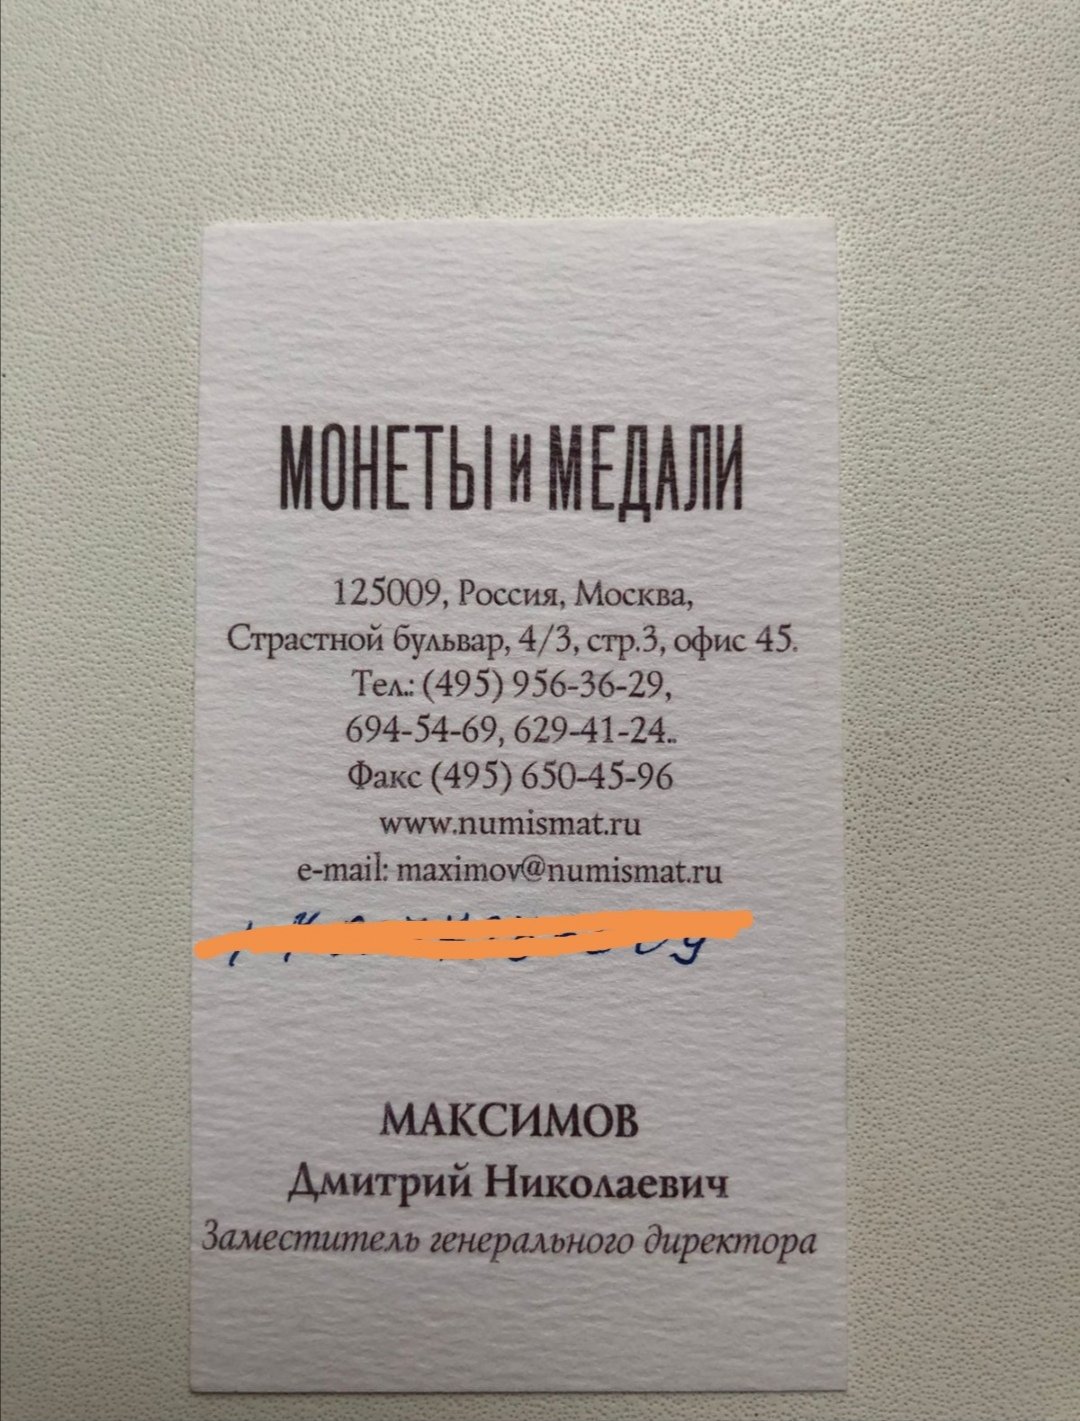 МОНЕТЫ и МЕДАЛИ
125009, Россия, Москва,
Страстной бульвар, 4/3, стр.3, офис 45.
Тел.: (495) 956-36-29,
694-54-69, 629-41-24..
Факс (495) 650-45-96
www.numismat.ru
e-mail: maximov@numismat.ru
МАКСИМОВ
Дмитрий Николаевич
Заместитель генерального директора